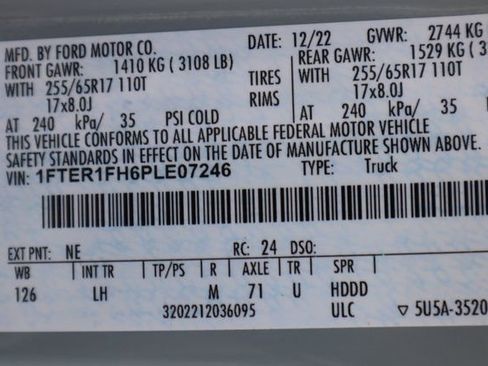 MFD. BY FORD MOTOR CO. DATE: 12/22 GVWR: 2744 KG
FRONT GAWR: 1410 KG ( 3108 LB) REAR GAWR: 1529 KG ( 3
WITH 255/65R17 110T TIRES 255/65R17 110T
17x8.0J RIMS 17x8.0J
AT 240 kPa/ 35 PSI COLD AT 240 kPa/ 35
THIS VEHICLE CONFORMS TO ALL APPLICABLE FEDERAL MOTOR VEHICLE
SAFETY STANDARDS IN EFFECT ON THE DATE OF MANUFACTURE SHOWN ABOVE.
VIN: 1FTER1FH6PLE07246 TYPE: Truck
EXT PNT: NE RC: 24 DSO:
WB INT TR TP/PS R AXLE TR SPR
126 LH M 71 U HDDD
3202212036095 ULC ▽ 5U5A-3520